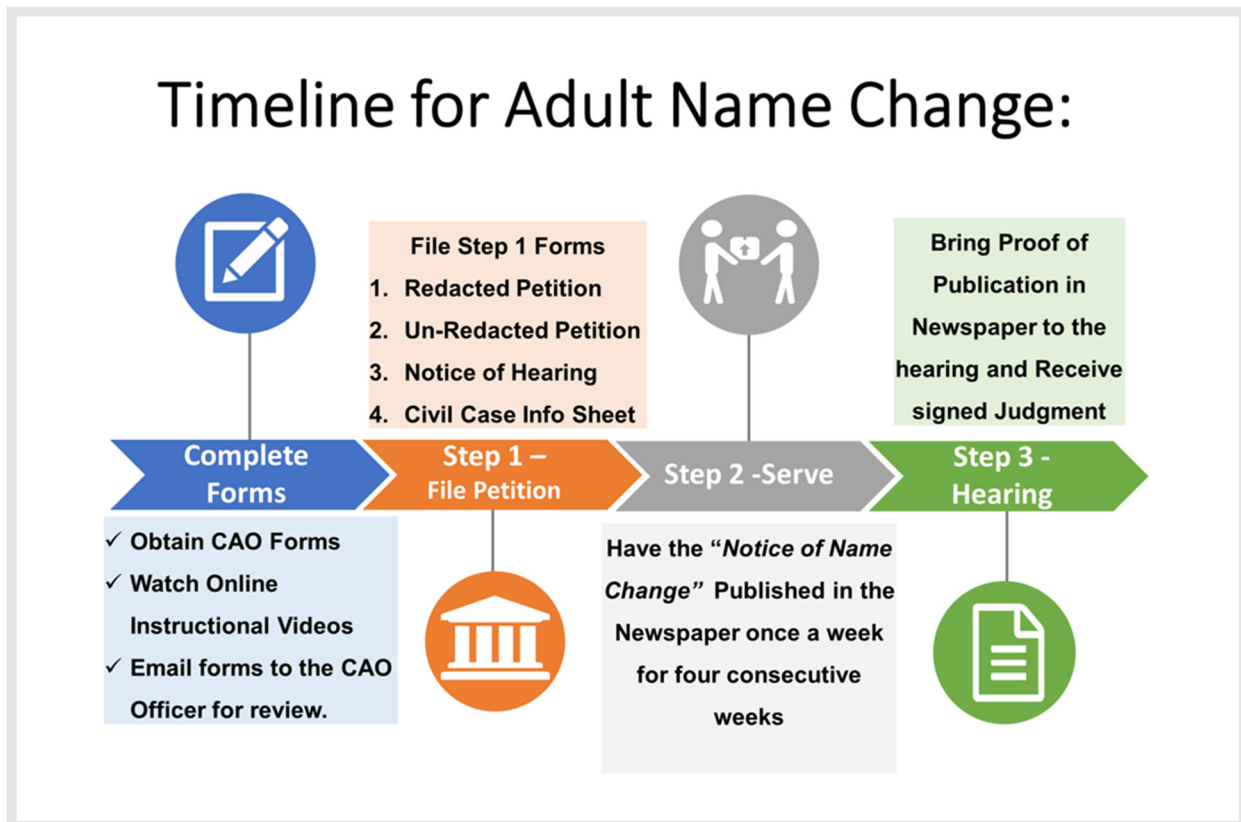 Timeline for Adult Name Change:
Complete
Forms
✓ Obtain CAO Forms
✓ Watch Online
Instructional Videos
✓ Email forms to the CAO
Officer for review.
File Step 1 Forms
1. Redacted Petition
2. Un-Redacted Petition
3. Notice of Hearing
4. Civil Case Info Sheet
Step 1 –
File Petition
Step 2 -Serve
Have the “Notice of Name
Change” Published in the
Newspaper once a week
for four consecutive
weeks
Bring Proof of
Publication in
Newspaper to the
hearing and Receive
signed Judgment
Step 3 -
Hearing